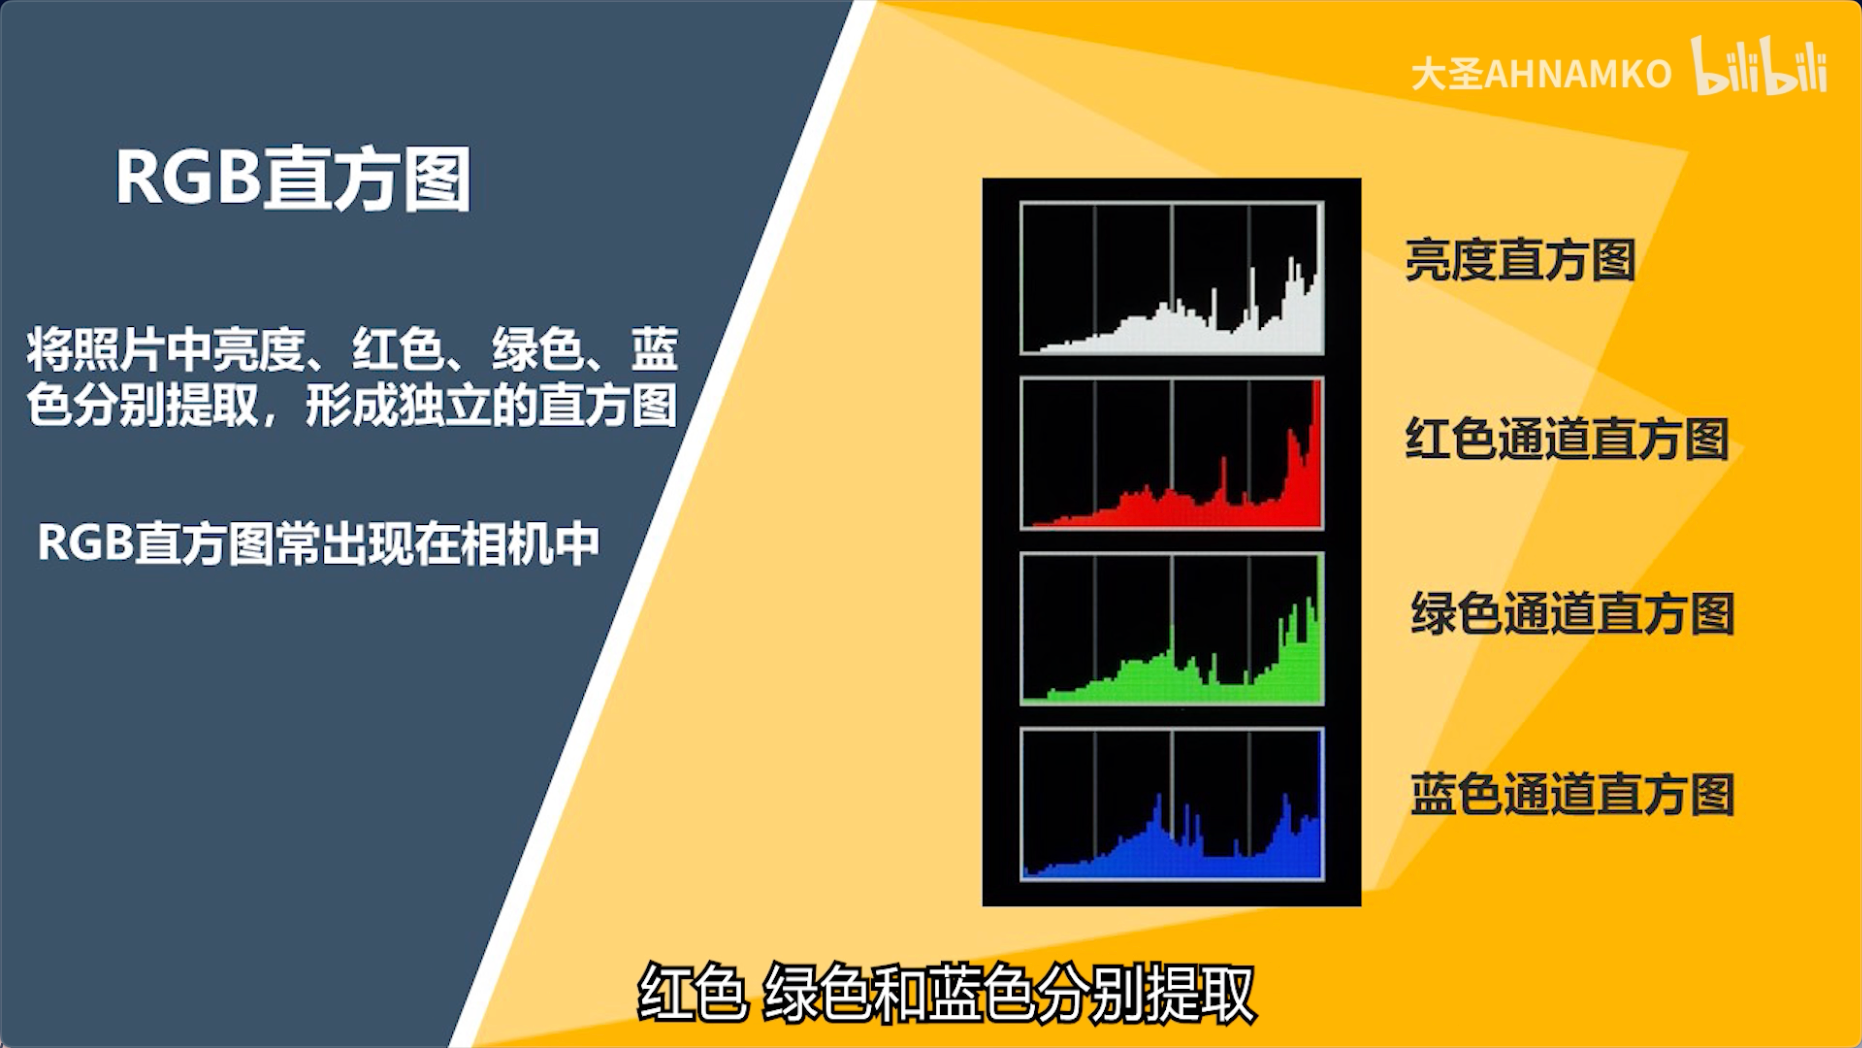 大圣AHNAMKO bilibili
RGB直方图
将照片中亮度、红色、绿色、蓝
色分别提取，形成独立的直方图
RGB直方图常出现在相机中
亮度直方图
红色通道直方图
绿色通道直方图
蓝色通道直方图
红色 绿色和蓝色分别提取